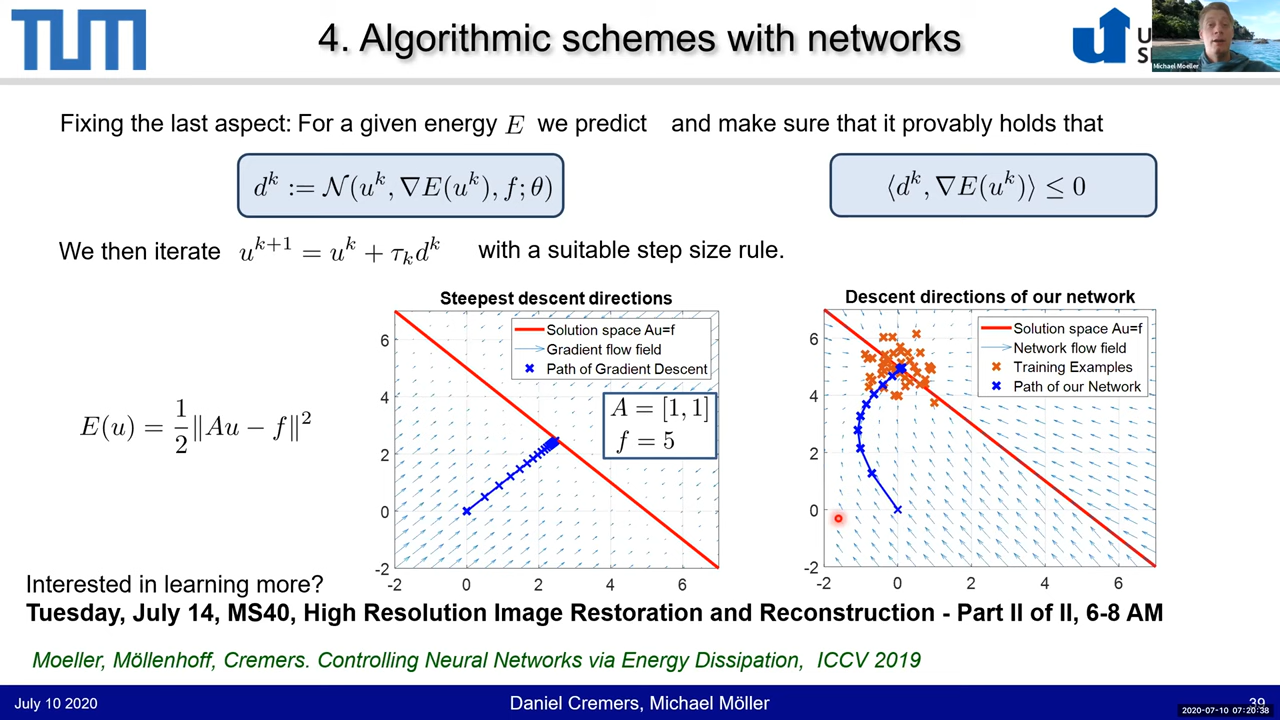 TUM
4. Algorithmic schemes with networks
U
S
Michael Moeller
Fixing the last aspect: For a given energy E we predict and make sure that it provably holds that
d^k := N(u^k, ∇E(u^k), f; θ)
⟨d^k, ∇E(u^k)⟩ ≤ 0
We then iterate u^{k+1} = u^k + τ_k d^k with a suitable step size rule.
E(u) = 1/2 ‖Au − f‖^2
Steepest descent directions
Solution space Au=f
Gradient flow field
Path of Gradient Descent
A = [1, 1]
f = 5
6
4
2
0
-2
-2 0 2 4 6
Descent directions of our network
Solution space Au=f
Network flow field
Training Examples
Path of our Network
6
4
2
0
-2
-2 0 2 4 6
Interested in learning more?
Tuesday, July 14, MS40, High Resolution Image Restoration and Reconstruction - Part II of II, 6-8 AM
Moeller, Möllenhoff, Cremers. Controlling Neural Networks via Energy Dissipation, ICCV 2019
July 10 2020
Daniel Cremers, Michael Möller
39
2020-07-10 07:20:38